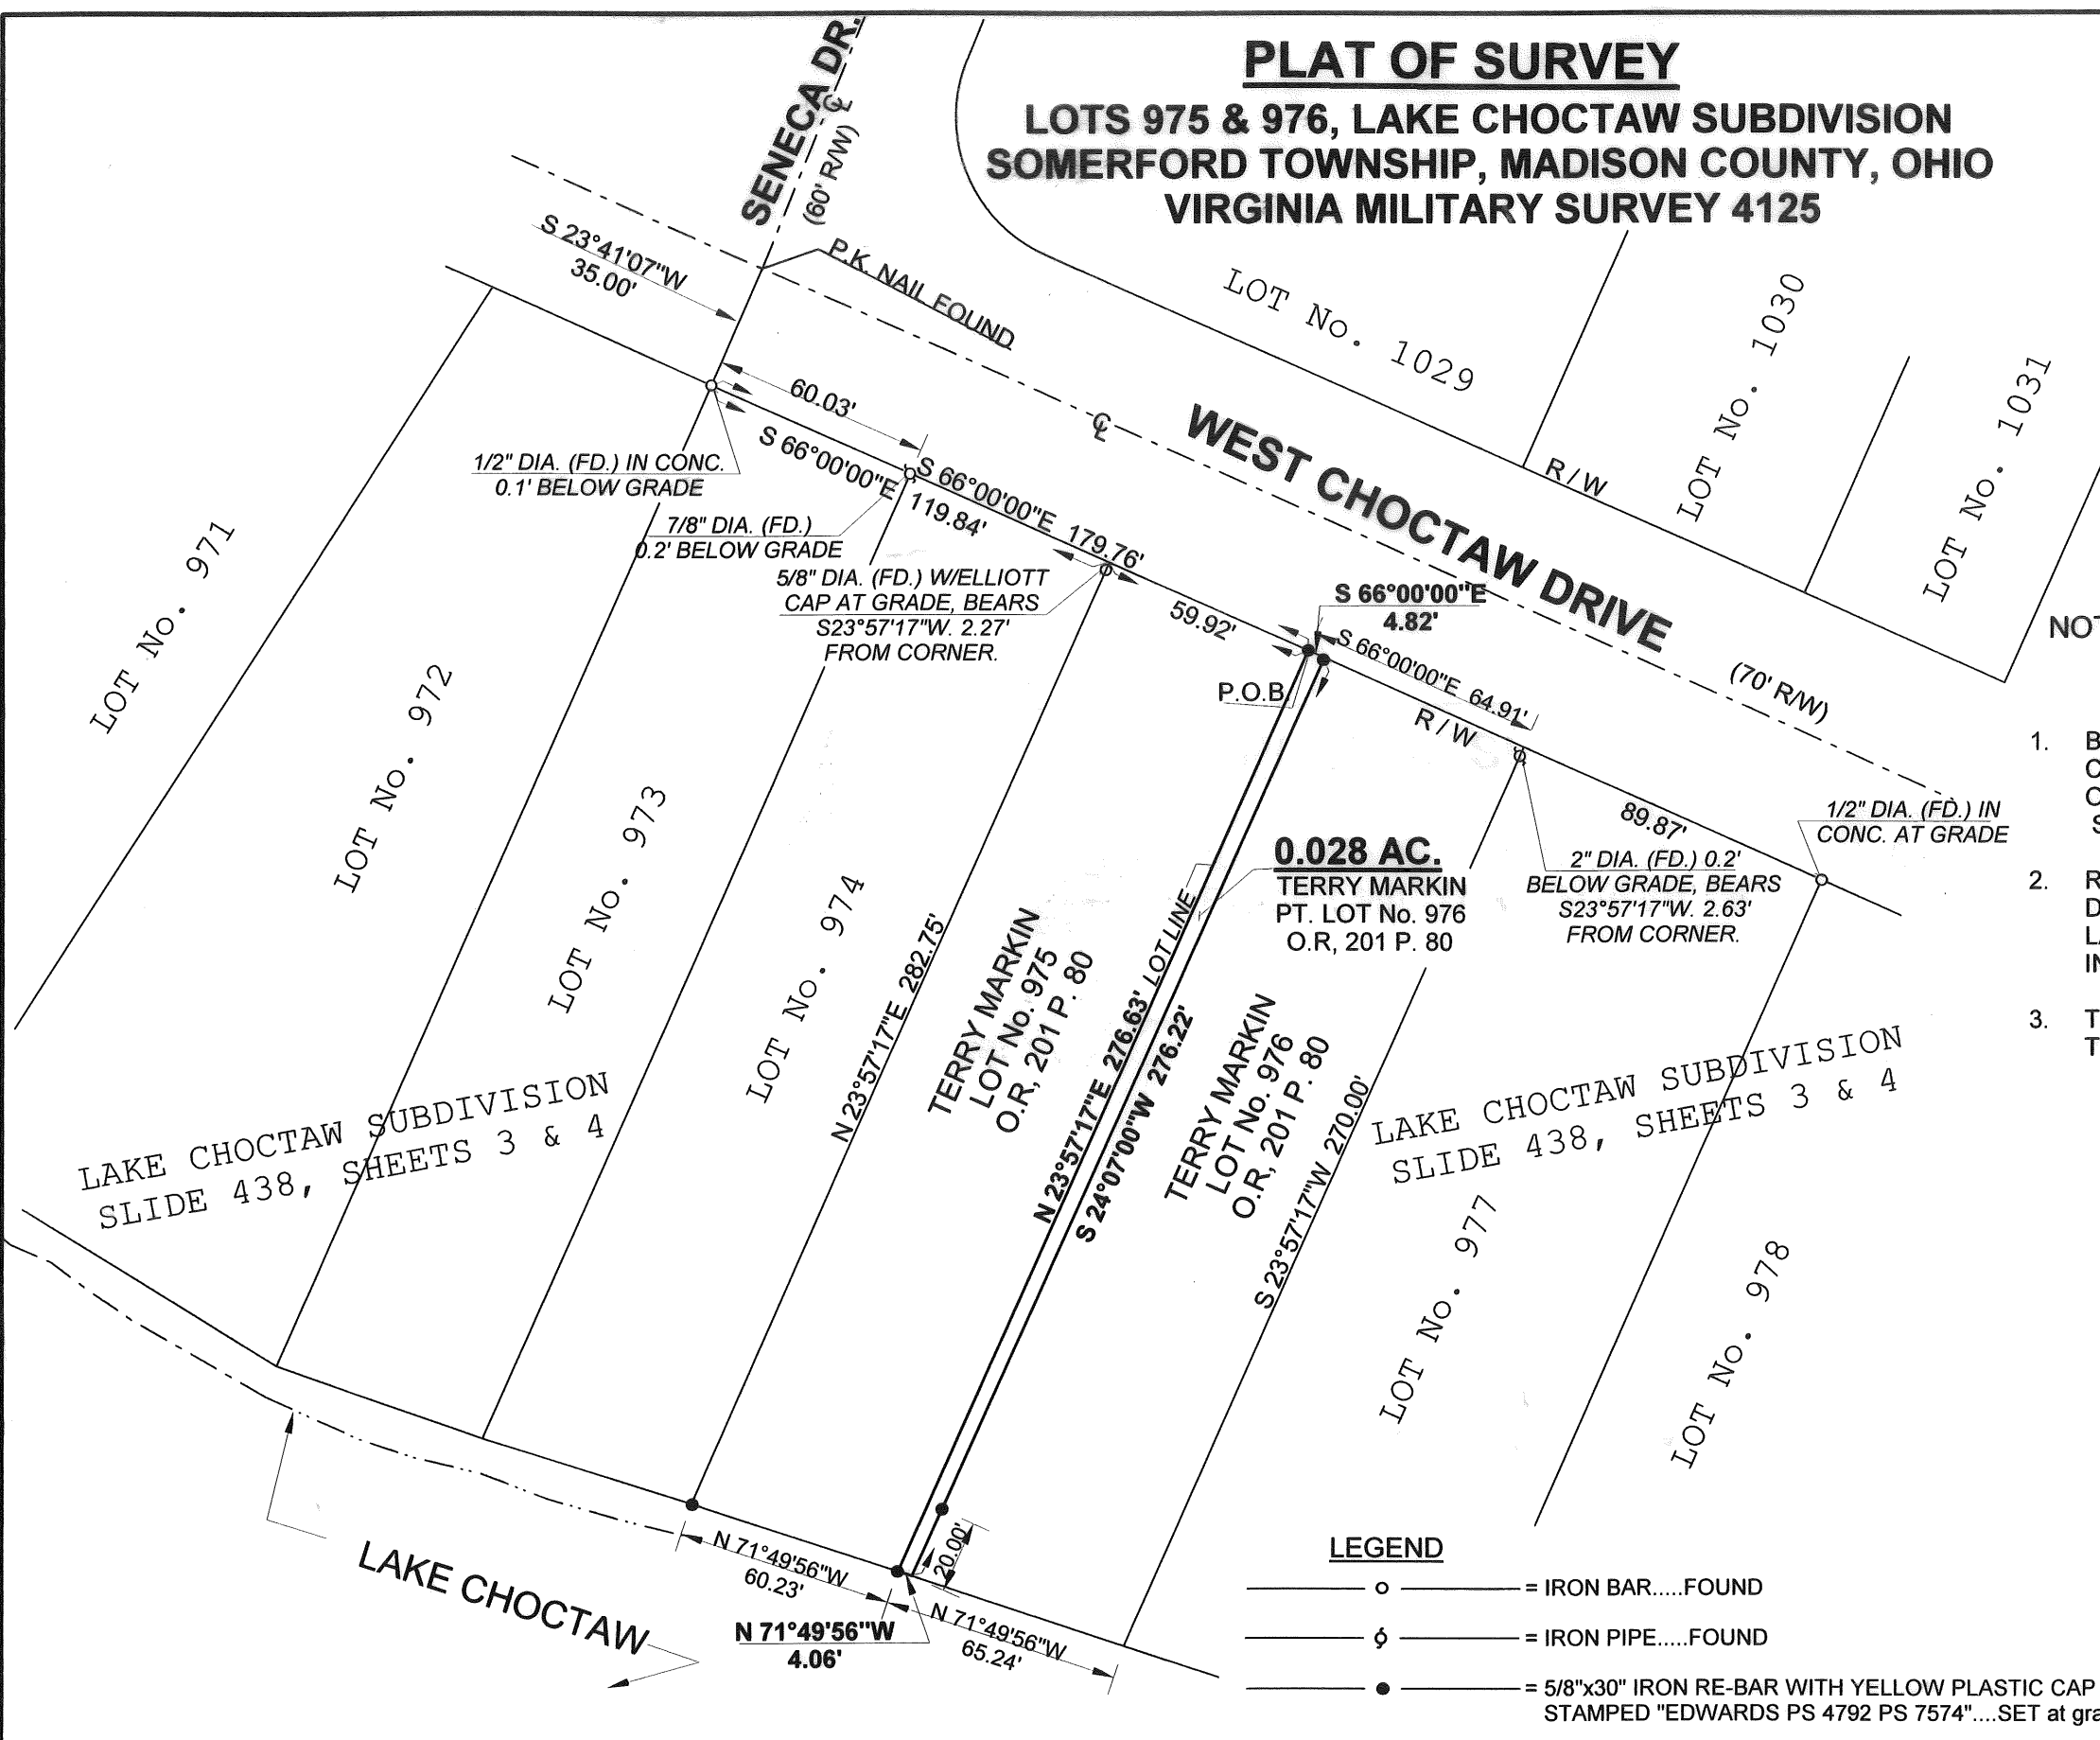 PLAT OF SURVEY
LOTS 975 & 976, LAKE CHOCTAW SUBDIVISION
SOMERFORD TOWNSHIP, MADISON COUNTY, OHIO
VIRGINIA MILITARY SURVEY 4125
SENECA DR.
(60' R/W)
S 23°41'07"W
35.00'
P.K. NAIL FOUND
LOT No. 1029
LOT No. 1030
LOT No. 1031
R / W
WEST CHOCTAW DRIVE
(70' R/W)
60.03'
S 66°00'00"E
119.84'
S 66°00'00"E 179.76'
1/2" DIA. (FD.) IN CONC.
0.1' BELOW GRADE
7/8" DIA. (FD.)
0.2' BELOW GRADE
5/8" DIA. (FD.) W/ELLIOTT
CAP AT GRADE, BEARS
S23°57'17"W. 2.27'
FROM CORNER.
59.92'
S 66°00'00"E
4.82'
S 66°00'00"E 64.91'
R / W
P.O.B.
89.87'
1/2" DIA. (FD.) IN
CONC. AT GRADE
2" DIA. (FD.) 0.2'
BELOW GRADE, BEARS
S23°57'17"W. 2.63'
FROM CORNER.
0.028 AC.
TERRY MARKIN
PT. LOT No. 976
O.R, 201 P. 80
LOT No. 971
LOT No. 972
LOT No. 973
LOT No. 974
N 23°57'17"E 282.75'
TERRY MARKIN
LOT No. 975
O.R, 201 P. 80
N 23°57'17"E 276.63' LOT LINE
S 24°07'00"W 276.22'
TERRY MARKIN
LOT No. 976
O.R, 201 P. 80
S 23°57'17"W 270.00'
LOT No. 977
LOT No. 978
LAKE CHOCTAW SUBDIVISION
SLIDE 438, SHEETS 3 & 4
LAKE CHOCTAW SUBDIVISION
SLIDE 438, SHEETS 3 & 4
LAKE CHOCTAW
N 71°49'56"W
60.23'
N 71°49'56"W
4.06'
20.00'
N 71°49'56"W
65.24'
NOT
1. B
C
O
S
2. R
D
L
IN
3. T
T
LEGEND
= IRON BAR.....FOUND
= IRON PIPE.....FOUND
= 5/8"x30" IRON RE-BAR WITH YELLOW PLASTIC CAP
STAMPED "EDWARDS PS 4792 PS 7574"....SET at gra